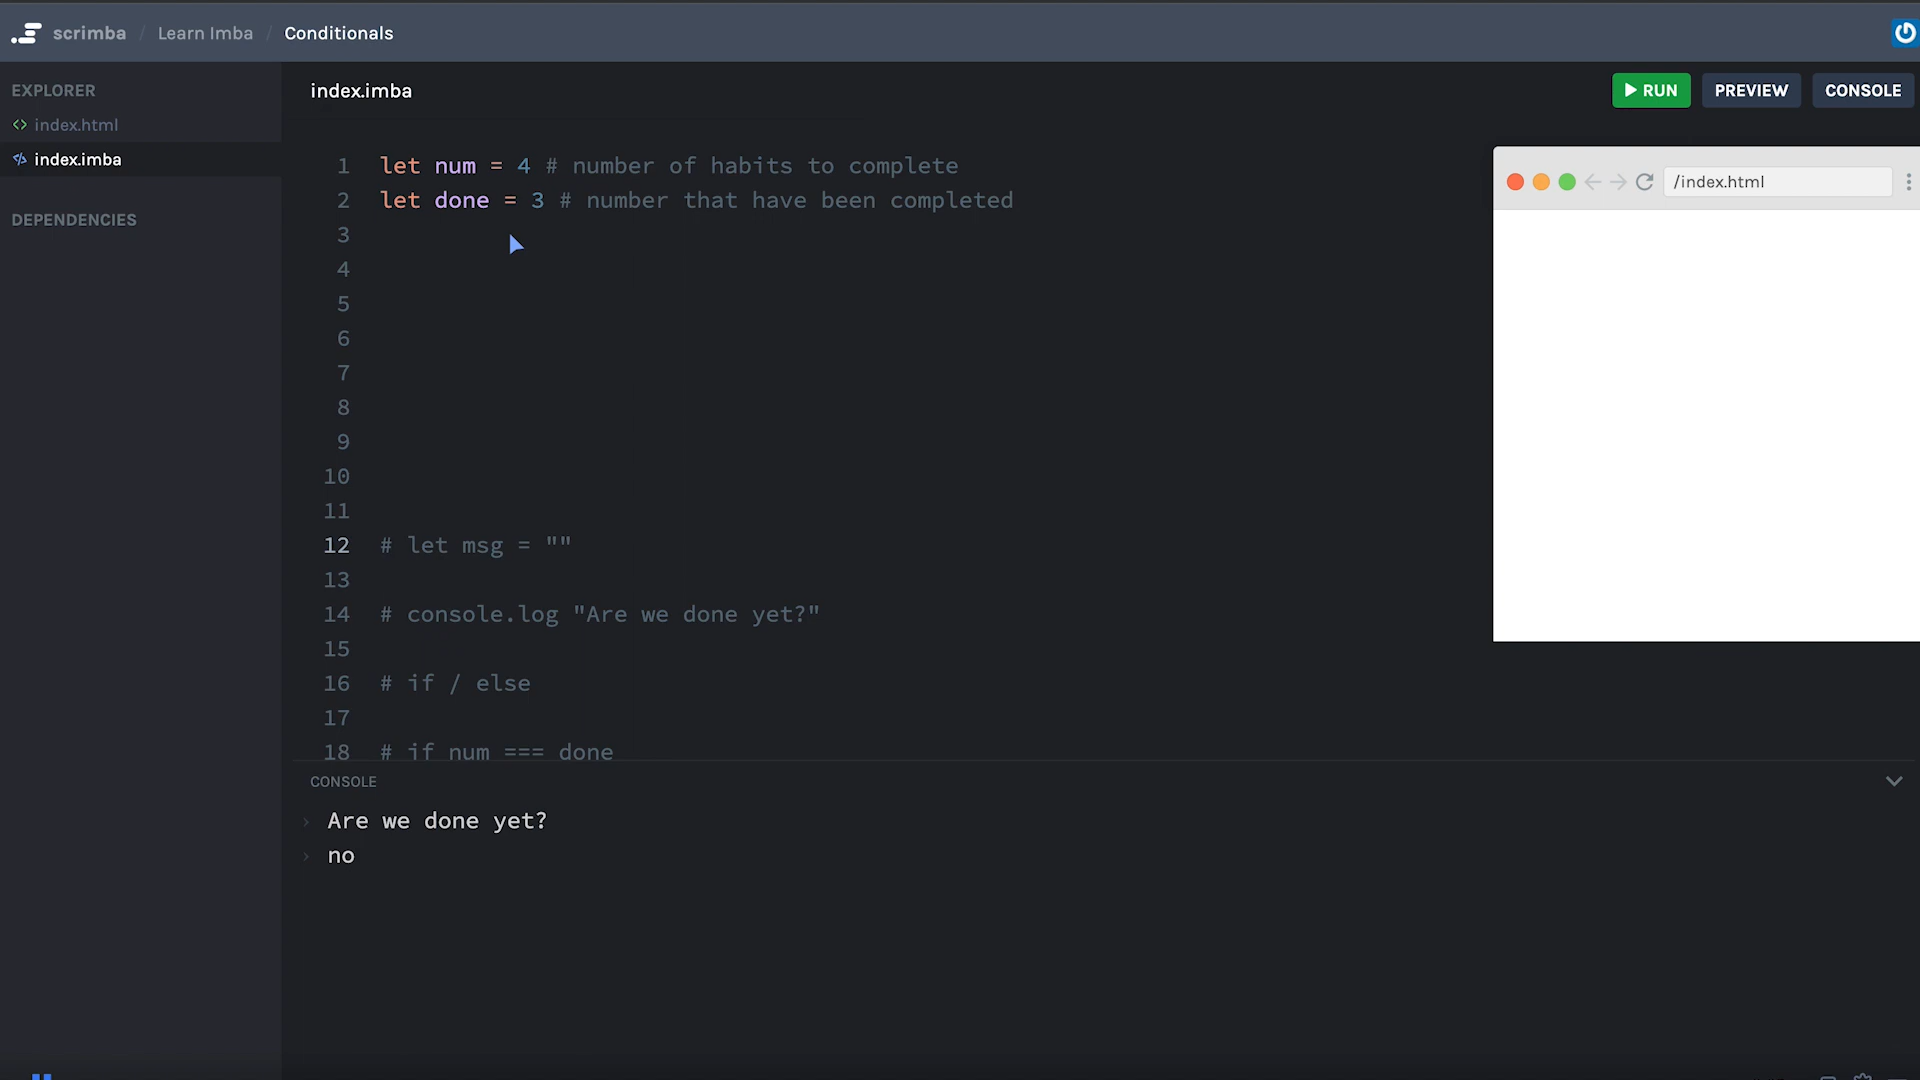 scrimba / Learn Imba / Conditionals
EXPLORER
index.html
index.imba
DEPENDENCIES
index.imba
RUN
PREVIEW
CONSOLE
1 let num = 4 # number of habits to complete
2 let done = 3 # number that have been completed
3
4
5
6
7
8
9
10
11
12 # let msg = ""
13
14 # console.log "Are we done yet?"
15
16 # if / else
17
18 # if num === done
/index.html
CONSOLE
› Are we done yet?
› no